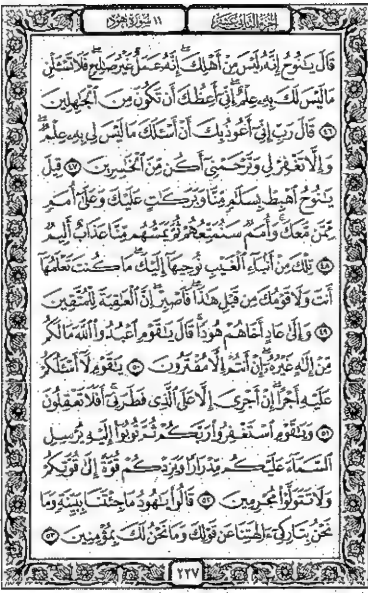 الجزء الثاني عشر ١١ سورة هود
قَالَ يَٰنُوحُ إِنَّهُۥ لَيْسَ مِنْ أَهْلِكَ إِنَّهُۥ عَمَلٌ غَيْرُ صَٰلِحٍ فَلَا تَسْـَٔلْنِ
مَا لَيْسَ لَكَ بِهِۦ عِلْمٌ إِنِّىٓ أَعِظُكَ أَن تَكُونَ مِنَ ٱلْجَٰهِلِينَ
٤٦ قَالَ رَبِّ إِنِّىٓ أَعُوذُ بِكَ أَنْ أَسْـَٔلَكَ مَا لَيْسَ لِى بِهِۦ عِلْمٌ
وَإِلَّا تَغْفِرْ لِى وَتَرْحَمْنِىٓ أَكُن مِّنَ ٱلْخَٰسِرِينَ ٤٧ قِيلَ
يَٰنُوحُ ٱهْبِطْ بِسَلَٰمٍ مِّنَّا وَبَرَكَٰتٍ عَلَيْكَ وَعَلَىٰٓ أُمَمٍ
مِّمَّن مَّعَكَ وَأُمَمٌ سَنُمَتِّعُهُمْ ثُمَّ يَمَسُّهُم مِّنَّا عَذَابٌ أَلِيمٌ
٤٨ تِلْكَ مِنْ أَنۢبَآءِ ٱلْغَيْبِ نُوحِيهَآ إِلَيْكَ مَا كُنتَ تَعْلَمُهَآ
أَنتَ وَلَا قَوْمُكَ مِن قَبْلِ هَٰذَا فَٱصْبِرْ إِنَّ ٱلْعَٰقِبَةَ لِلْمُتَّقِينَ
٤٩ وَإِلَىٰ عَادٍ أَخَاهُمْ هُودًا قَالَ يَٰقَوْمِ ٱعْبُدُوا۟ ٱللَّهَ مَا لَكُم
مِّنْ إِلَٰهٍ غَيْرُهُۥٓ إِنْ أَنتُمْ إِلَّا مُفْتَرُونَ ٥٠ يَٰقَوْمِ لَآ أَسْـَٔلُكُمْ
عَلَيْهِ أَجْرًا إِنْ أَجْرِىَ إِلَّا عَلَى ٱلَّذِى فَطَرَنِىٓ أَفَلَا تَعْقِلُونَ
٥١ وَيَٰقَوْمِ ٱسْتَغْفِرُوا۟ رَبَّكُمْ ثُمَّ تُوبُوٓا۟ إِلَيْهِ يُرْسِلِ
ٱلسَّمَآءَ عَلَيْكُم مِّدْرَارًا وَيَزِدْكُمْ قُوَّةً إِلَىٰ قُوَّتِكُمْ
وَلَا تَتَوَلَّوْا۟ مُجْرِمِينَ ٥٢ قَالُوا۟ يَٰهُودُ مَا جِئْتَنَا بِبَيِّنَةٍ وَمَا
نَحْنُ بِتَارِكِىٓ ءَالِهَتِنَا عَن قَوْلِكَ وَمَا نَحْنُ لَكَ بِمُؤْمِنِينَ ٥٣
٢٢٧